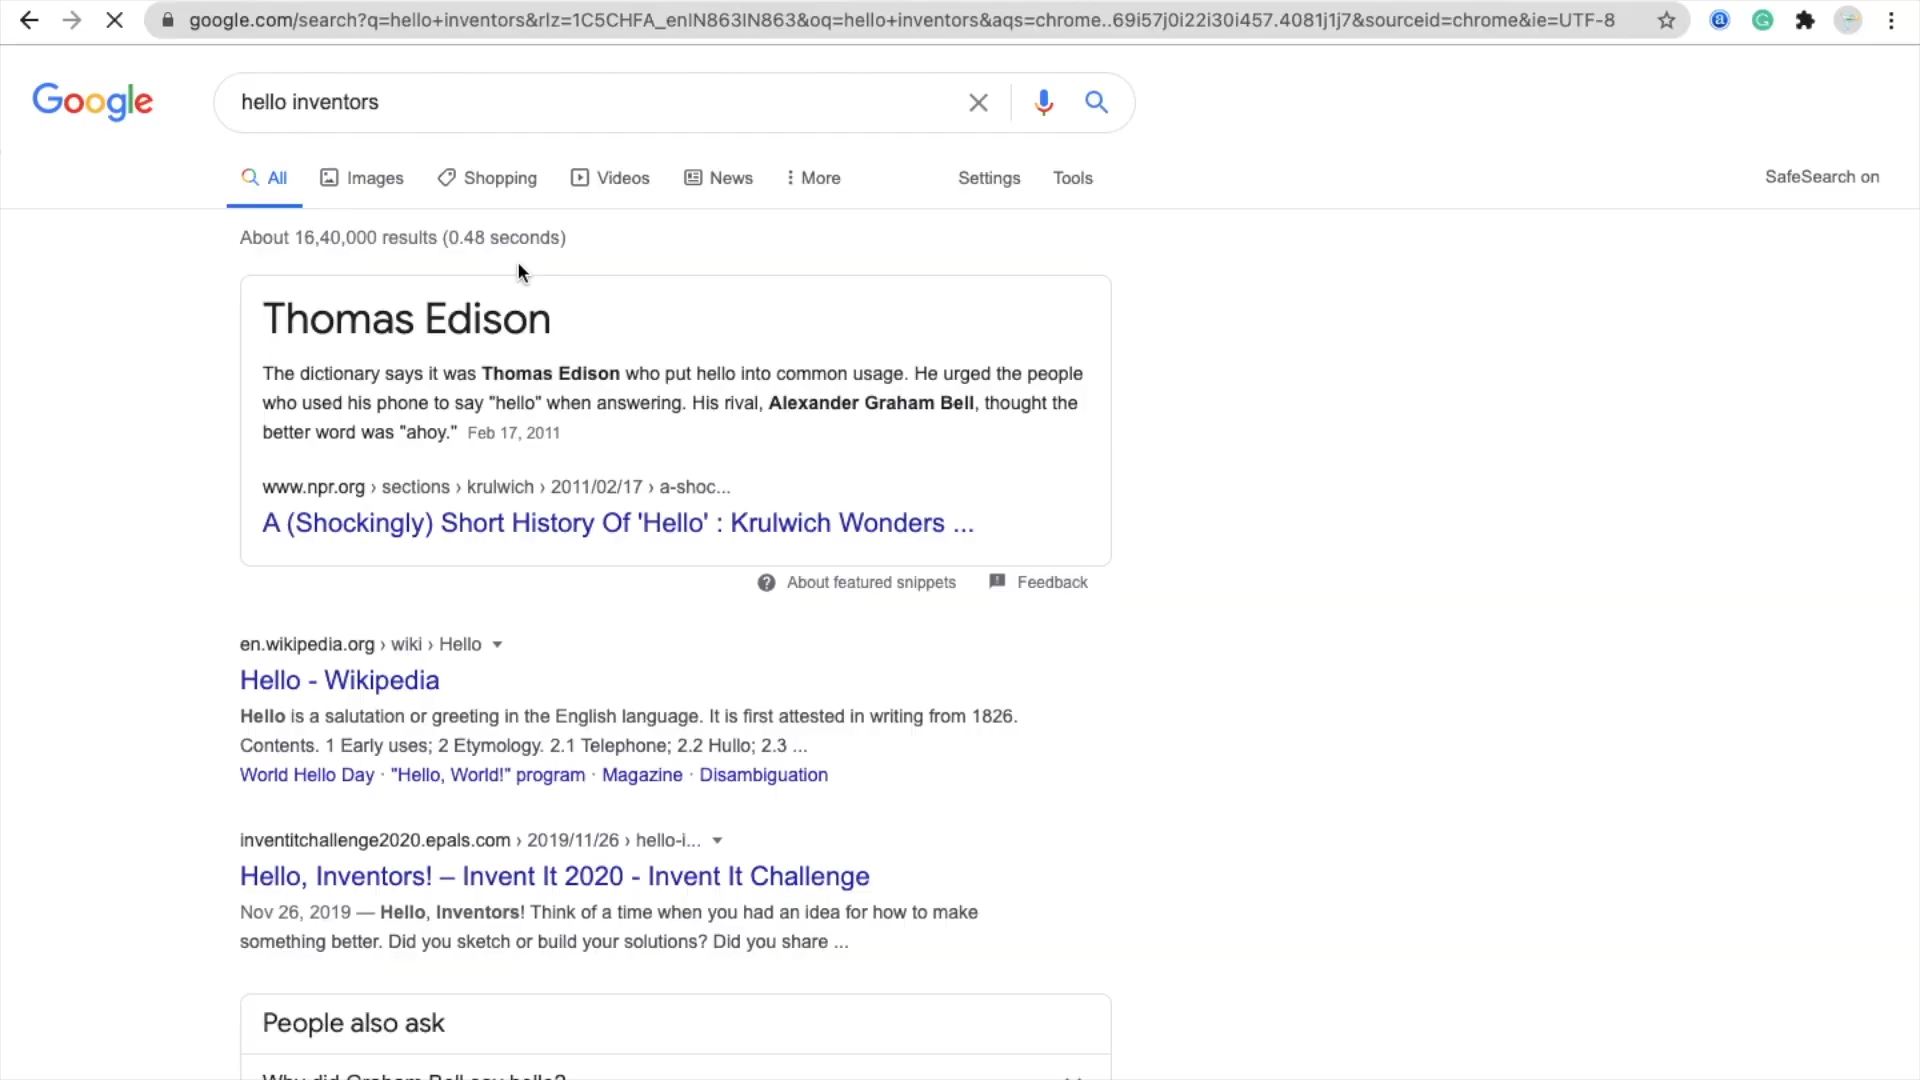 google.com/search?q=hello+inventors&rlz=1C5CHFA_enIN863IN863&oq=hello+inventors&aqs=chrome..69i57j0i22i30i457.4081j1j7&sourceid=chrome&ie=UTF-8
Google
hello inventors
All Images Shopping Videos News More Settings Tools SafeSearch on
About 16,40,000 results (0.48 seconds)
Thomas Edison
The dictionary says it was Thomas Edison who put hello into common usage. He urged the people
who used his phone to say "hello" when answering. His rival, Alexander Graham Bell, thought the
better word was "ahoy." Feb 17, 2011
www.npr.org › sections › krulwich › 2011/02/17 › a-shoc...
A (Shockingly) Short History Of 'Hello' : Krulwich Wonders ...
About featured snippets Feedback
en.wikipedia.org › wiki › Hello
Hello - Wikipedia
Hello is a salutation or greeting in the English language. It is first attested in writing from 1826.
Contents. 1 Early uses; 2 Etymology. 2.1 Telephone; 2.2 Hullo; 2.3 ...
World Hello Day · "Hello, World!" program · Magazine · Disambiguation
inventitchallenge2020.epals.com › 2019/11/26 › hello-i...
Hello, Inventors! – Invent It 2020 - Invent It Challenge
Nov 26, 2019 — Hello, Inventors! Think of a time when you had an idea for how to make
something better. Did you sketch or build your solutions? Did you share ...
People also ask
Why did Graham Bell say hello?